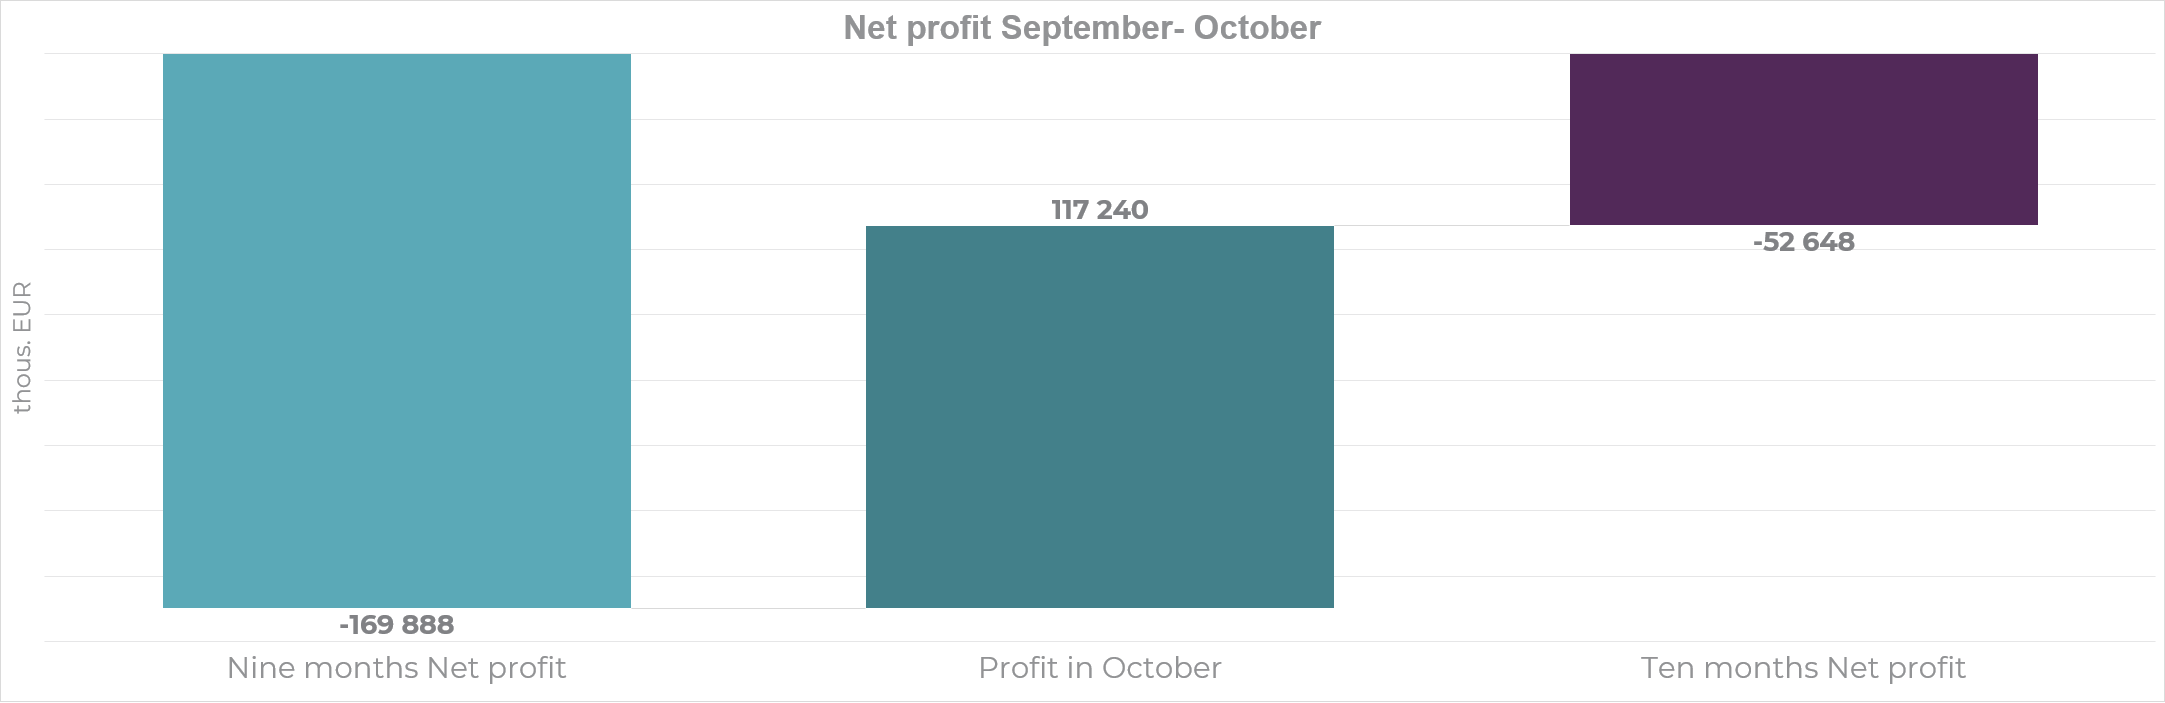 Net profit September- October
thous. EUR
117 240
-52 648
-169 888
Nine months Net profit
Profit in October
Ten months Net profit